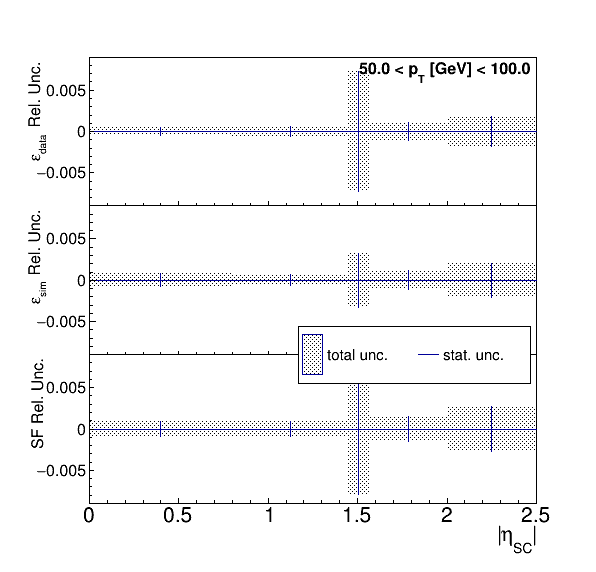 50.0 < p_T [GeV] < 100.0
ε_data Rel. Unc.
0.005
0
−0.005
ε_sim Rel. Unc.
0.005
0
−0.005
total unc.
stat. unc.
SF Rel. Unc.
0.005
0
−0.005
0 0.5 1 1.5 2 2.5
|η_SC|